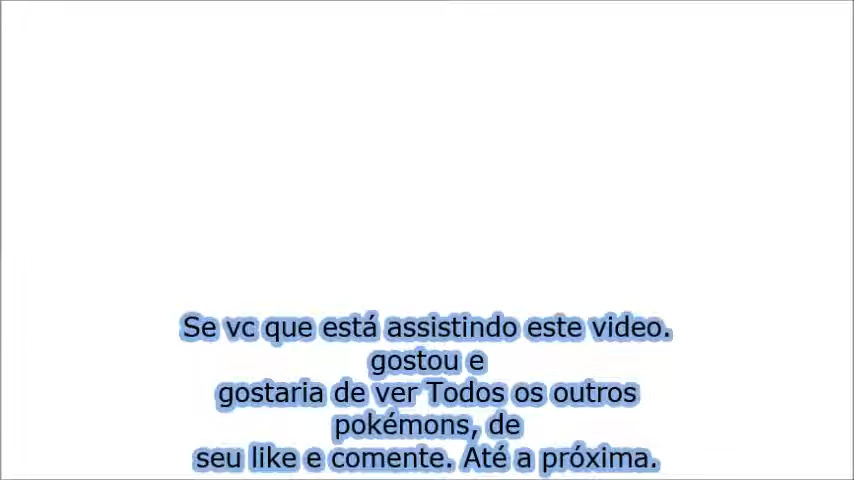 Se vc que está assistindo este video.
gostou e
gostaria de ver Todos os outros
pokémons, de
seu like e comente. Até a próxima.